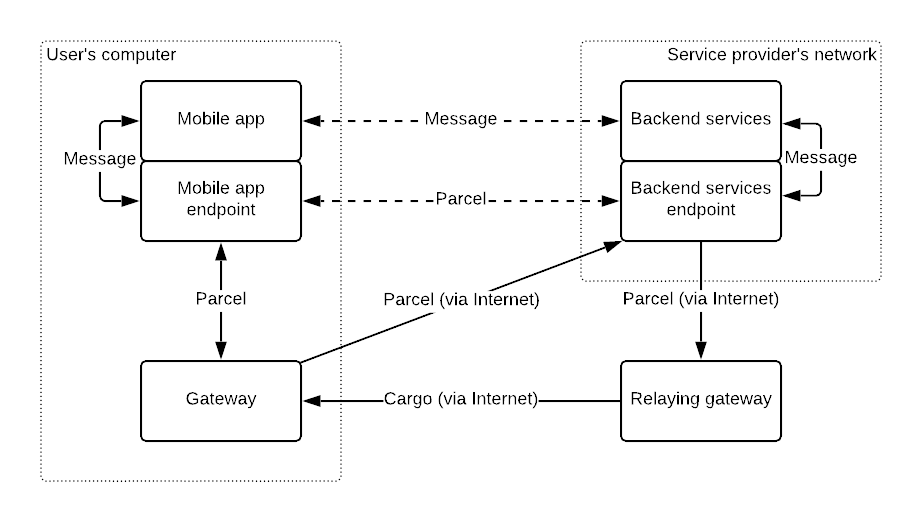 User's computer
Service provider's network
Mobile app
Message
Backend services
Message
Message
Mobile app
endpoint
Parcel
Backend services
endpoint
Parcel
Parcel (via Internet)
Parcel (via Internet)
Gateway
Cargo (via Internet)
Relaying gateway